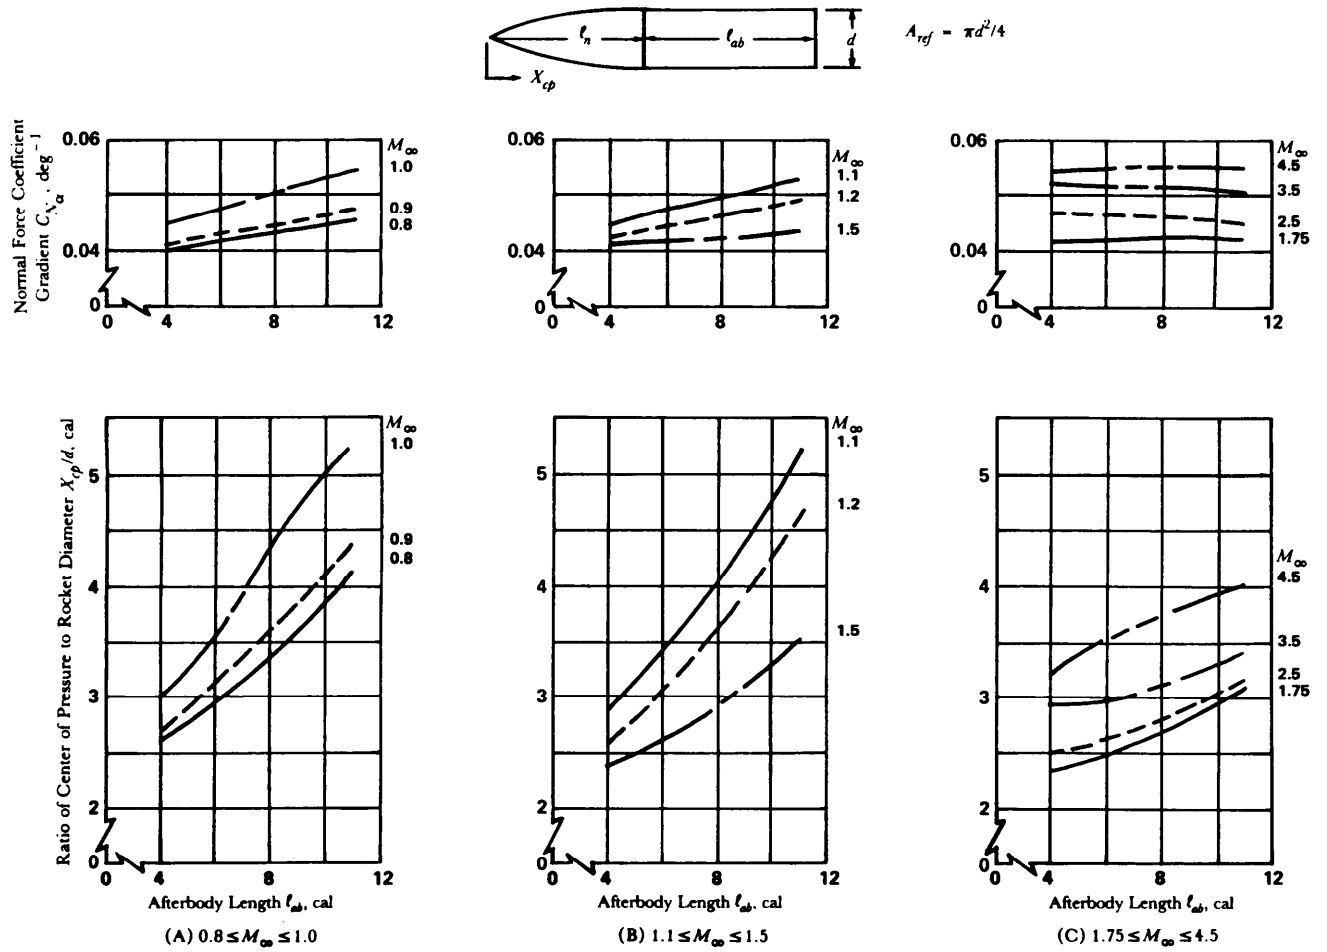 ℓn ℓab d
Aref = πd²/4
Xcp
Normal Force Coefficient
Gradient CNα, deg⁻¹
0.06
0.04
0
0 4 8 12
M∞
1.0
0.9
0.8
0.06
0.04
0
0 4 8 12
M∞
1.1
1.2
1.5
0.06
0.04
0
0 4 8 12
M∞
4.5
3.5
2.5
1.75
Ratio of Center of Pressure to Rocket Diameter Xcp/d, cal
5
4
3
2
0
0 4 8 12
M∞
1.0
0.9
0.8
Afterbody Length ℓab, cal
(A) 0.8 ≤ M∞ ≤ 1.0
5
4
3
2
0
0 4 8 12
M∞
1.1
1.2
1.5
Afterbody Length ℓab, cal
(B) 1.1 ≤ M∞ ≤ 1.5
5
4
3
2
0
0 4 8 12
M∞
4.5
3.5
2.5
1.75
Afterbody Length ℓab, cal
(C) 1.75 ≤ M∞ ≤ 4.5